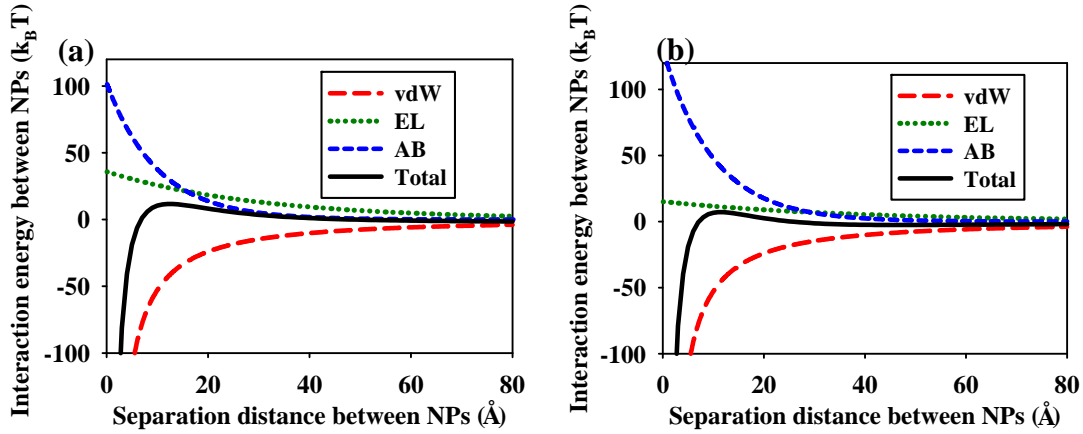 (a)
Interaction energy between NPs (kBT)
100
50
0
-50
-100
vdW
EL
AB
Total
0 20 40 60 80
Separation distance between NPs (Å)
(b)
Interaction energy between NPs (kBT)
100
50
0
-50
-100
vdW
EL
AB
Total
0 20 40 60 80
Separation distance between NPs (Å)